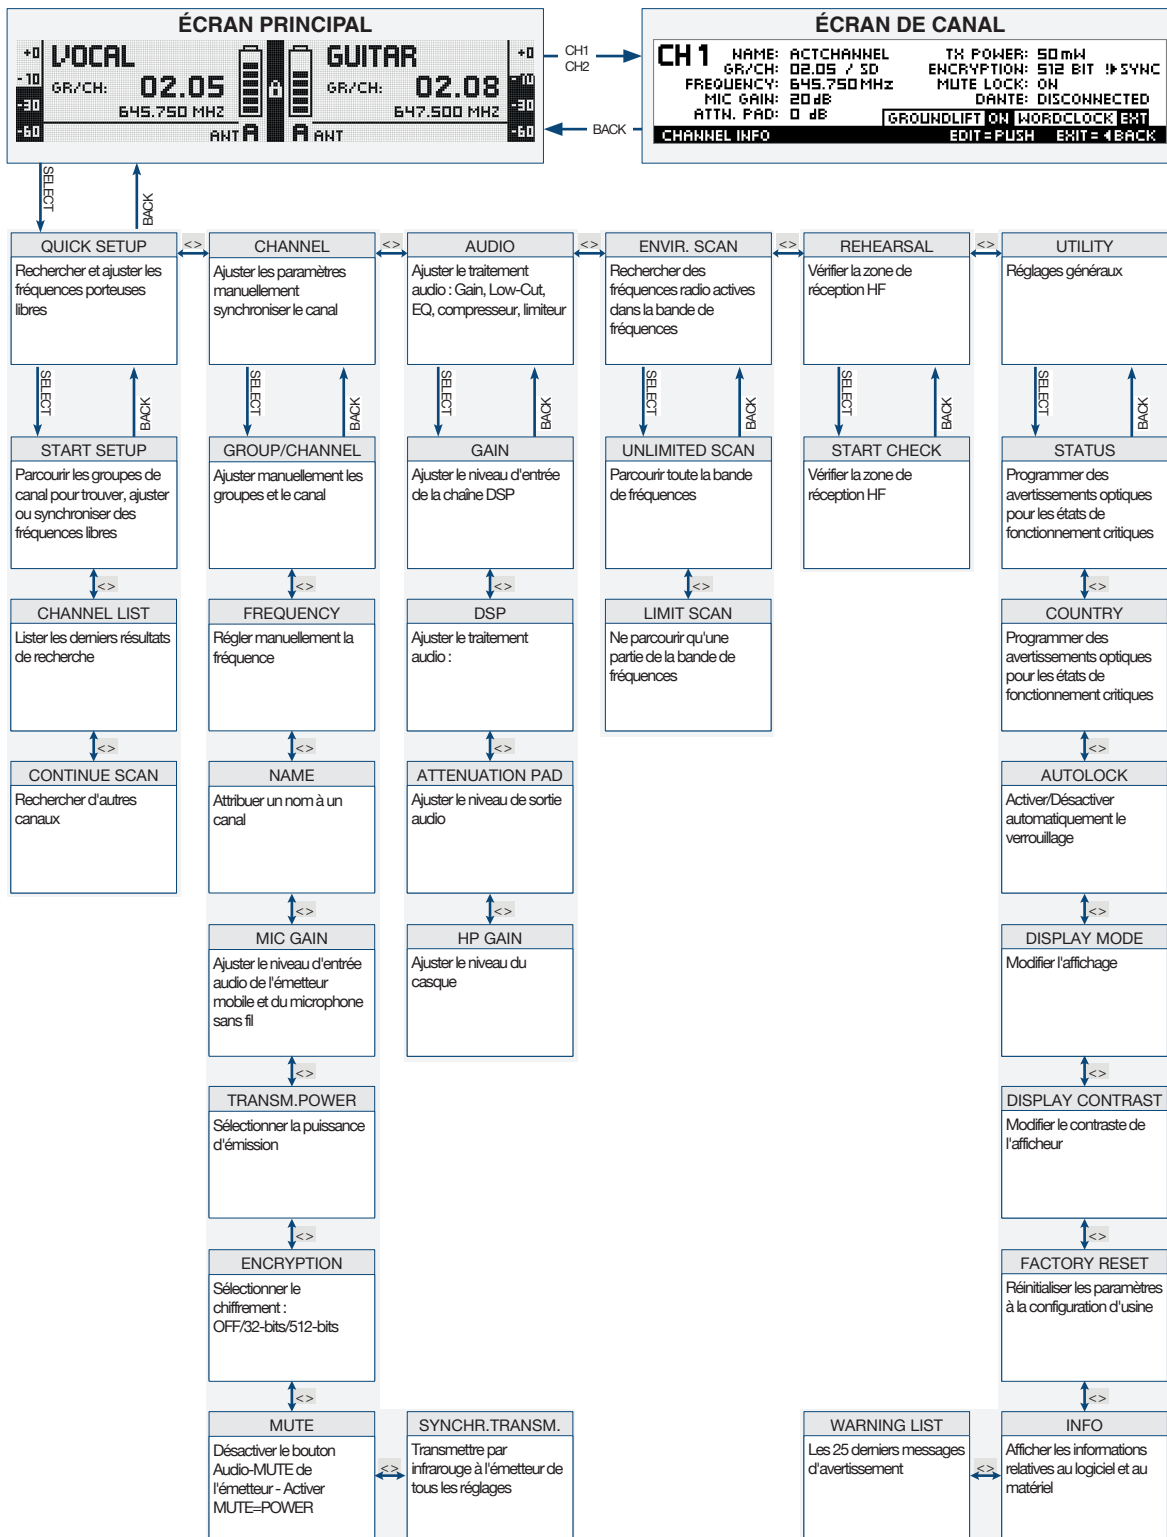 ÉCRAN PRINCIPAL
+0
-10
-30
-60
VOCAL
GR/CH: 02.05
645.750 MHZ
ANT A
GUITAR
GR/CH: 02.08
647.500 MHZ
A ANT
+0
-10
-30
-60
CH1
CH2
BACK
ÉCRAN DE CANAL
CH 1
NAME: ACTCHANNEL
GR/CH: 02.05 / SD
FREQUENCY: 645.750 MHz
MIC GAIN: 20 dB
ATTN. PAD: 0 dB
TX POWER: 50 mW
ENCRYPTION: 512 BIT SYNC
MUTE LOCK: ON
DANTE: DISCONNECTED
GROUNDLIFT ON WORDCLOCK EXT
CHANNEL INFO EDIT=PUSH EXIT=◀BACK
SELECT
BACK
QUICK SETUP
Rechercher et ajuster les
fréquences porteuses
libres
<>
CHANNEL
Ajuster les paramètres
manuellement
synchroniser le canal
<>
AUDIO
Ajuster le traitement
audio : Gain, Low-Cut,
EQ, compresseur, limiteur
<>
ENVIR. SCAN
Rechercher des
fréquences radio actives
dans la bande de
fréquences
<>
REHEARSAL
Vérifier la zone de
réception HF
<>
UTILITY
Réglages généraux
SELECT
BACK
SELECT
BACK
SELECT
BACK
SELECT
BACK
SELECT
BACK
SELECT
BACK
START SETUP
Parcourir les groupes de
canal pour trouver, ajuster
ou synchroniser des
fréquences libres
GROUP/CHANNEL
Ajuster manuellement les
groupes et le canal
GAIN
Ajuster le niveau d'entrée
de la chaîne DSP
UNLIMITED SCAN
Parcourir toute la bande
de fréquences
START CHECK
Vérifier la zone de
réception HF
STATUS
Programmer des
avertissements optiques
pour les états de
fonctionnement critiques
<>
<>
<>
<>
<>
CHANNEL LIST
Lister les derniers résultats
de recherche
FREQUENCY
Régler manuellement la
fréquence
DSP
Ajuster le traitement
audio :
LIMIT SCAN
Ne parcourir qu'une
partie de la bande de
fréquences
COUNTRY
Programmer des
avertissements optiques
pour les états de
fonctionnement critiques
<>
<>
<>
<>
CONTINUE SCAN
Rechercher d'autres
canaux
NAME
Attribuer un nom à un
canal
ATTENUATION PAD
Ajuster le niveau de sortie
audio
AUTOLOCK
Activer/Désactiver
automatiquement le
verrouillage
<>
<>
<>
MIC GAIN
Ajuster le niveau d'entrée
audio de l'émetteur
mobile et du microphone
sans fil
HP GAIN
Ajuster le niveau du
casque
DISPLAY MODE
Modifier l'affichage
<>
<>
TRANSM.POWER
Sélectionner la puissance
d'émission
DISPLAY CONTRAST
Modifier le contraste de
l'afficheur
<>
<>
ENCRYPTION
Sélectionner le
chiffrement :
OFF/32-bits/512-bits
FACTORY RESET
Réinitialiser les paramètres
à la configuration d'usine
<>
<>
MUTE
Désactiver le bouton
Audio-MUTE de
l'émetteur - Activer
MUTE=POWER
<>
SYNCHR.TRANSM.
Transmettre par
infrarouge à l'émetteur de
tous les réglages
WARNING LIST
Les 25 derniers messages
d'avertissement
<>
INFO
Afficher les informations
relatives au logiciel et au
matériel